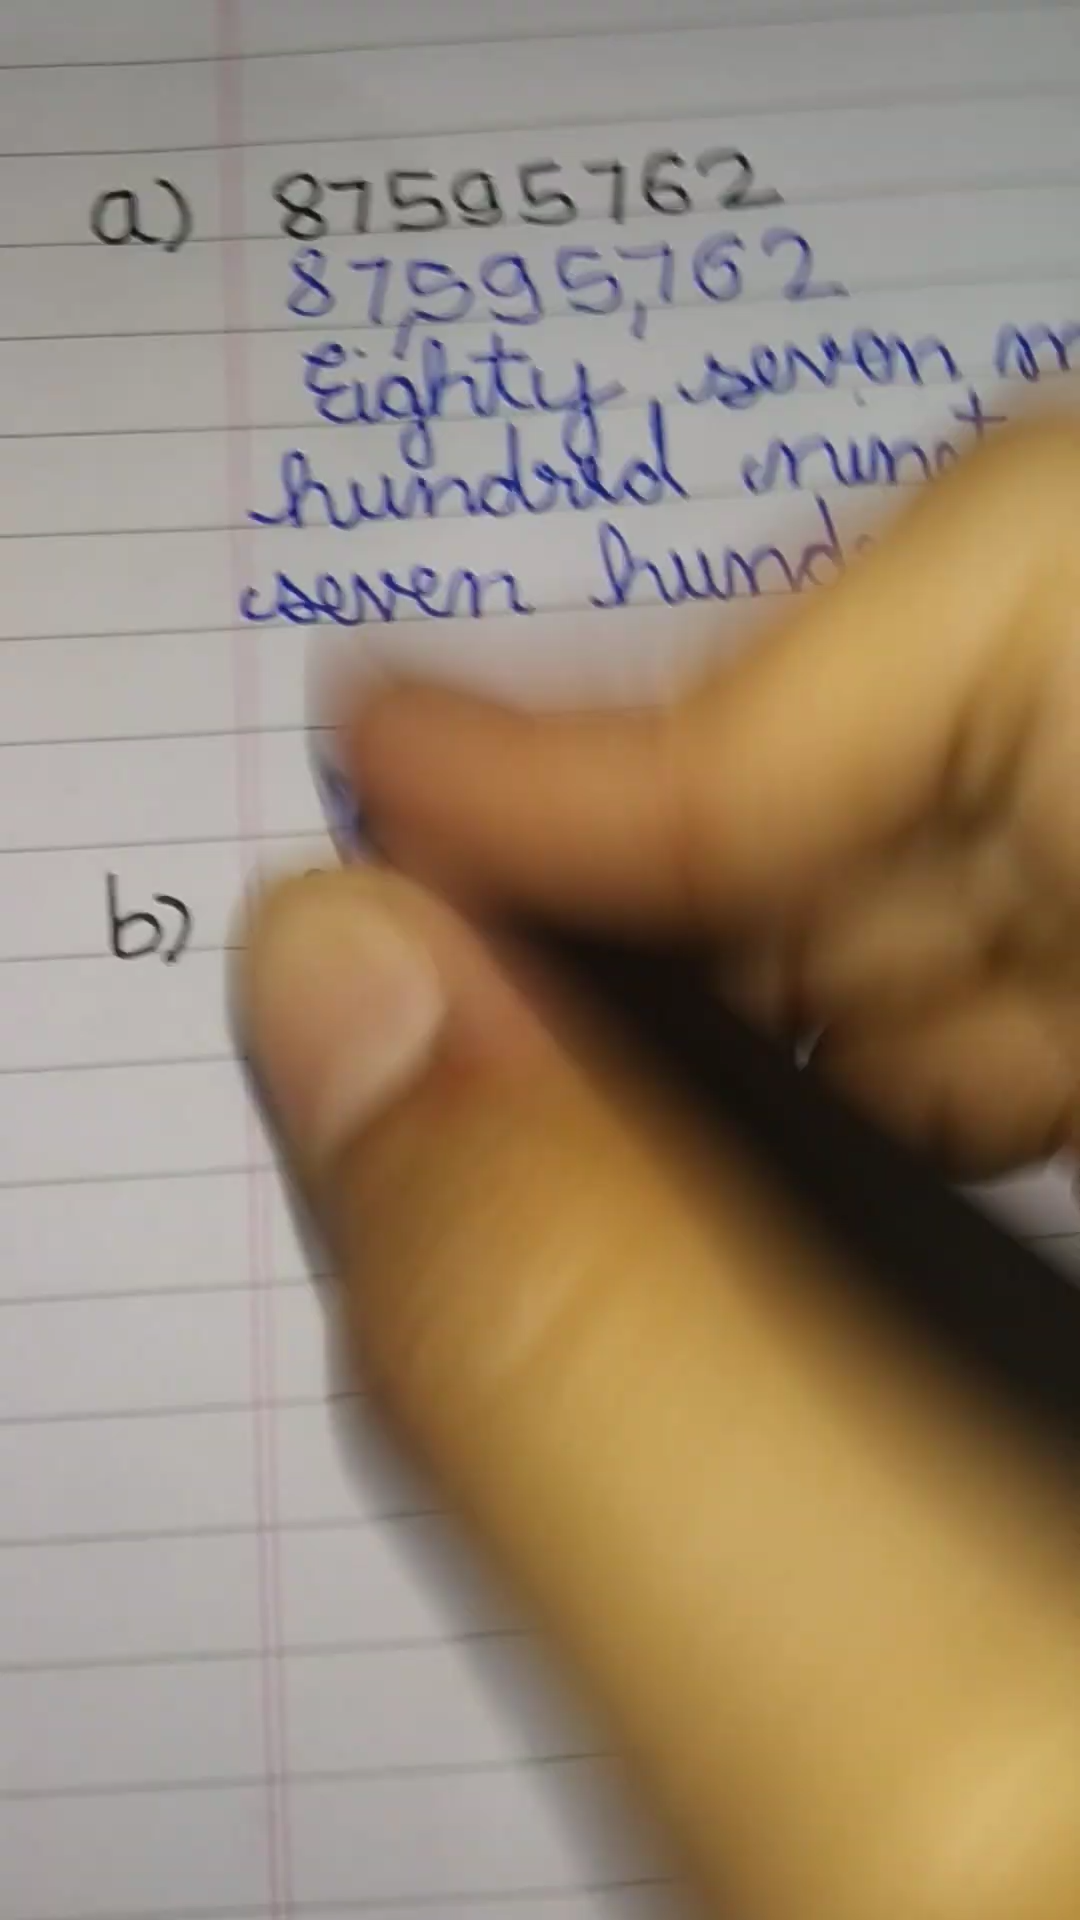 a) 87595762
87,595,762
Eighty seven
hundred
seven
b)